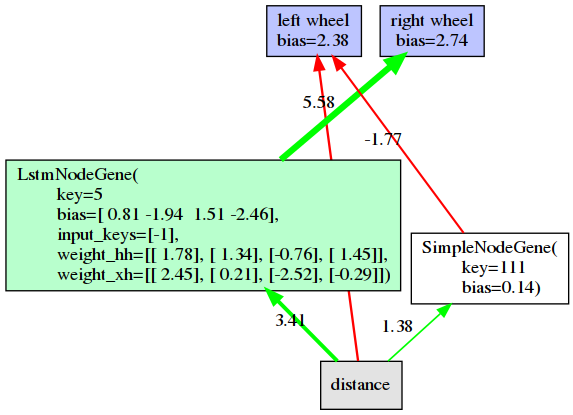 left wheel
bias=2.38
right wheel
bias=2.74
5.58
-1.77
LstmNodeGene(
key=5
bias=[ 0.81 -1.94  1.51 -2.46],
input_keys=[-1],
weight_hh=[[ 1.78], [ 1.34], [-0.76], [ 1.45]],
weight_xh=[[ 2.45], [ 0.21], [-2.52], [-0.29]])
SimpleNodeGene(
key=111
bias=0.14)
3.41
1.38
distance